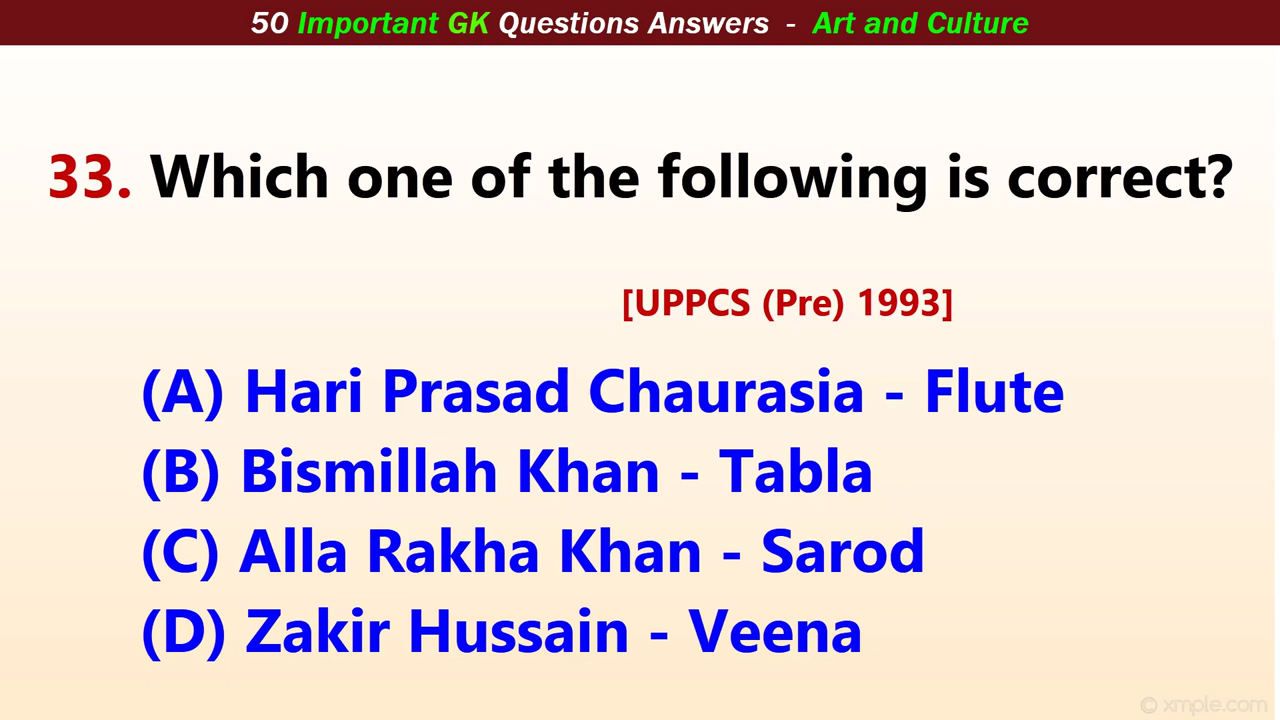 50 Important GK Questions Answers - Art and Culture
33. Which one of the following is correct?
[UPPCS (Pre) 1993]
(A) Hari Prasad Chaurasia - Flute
(B) Bismillah Khan - Tabla
(C) Alla Rakha Khan - Sarod
(D) Zakir Hussain - Veena
© xmple.com